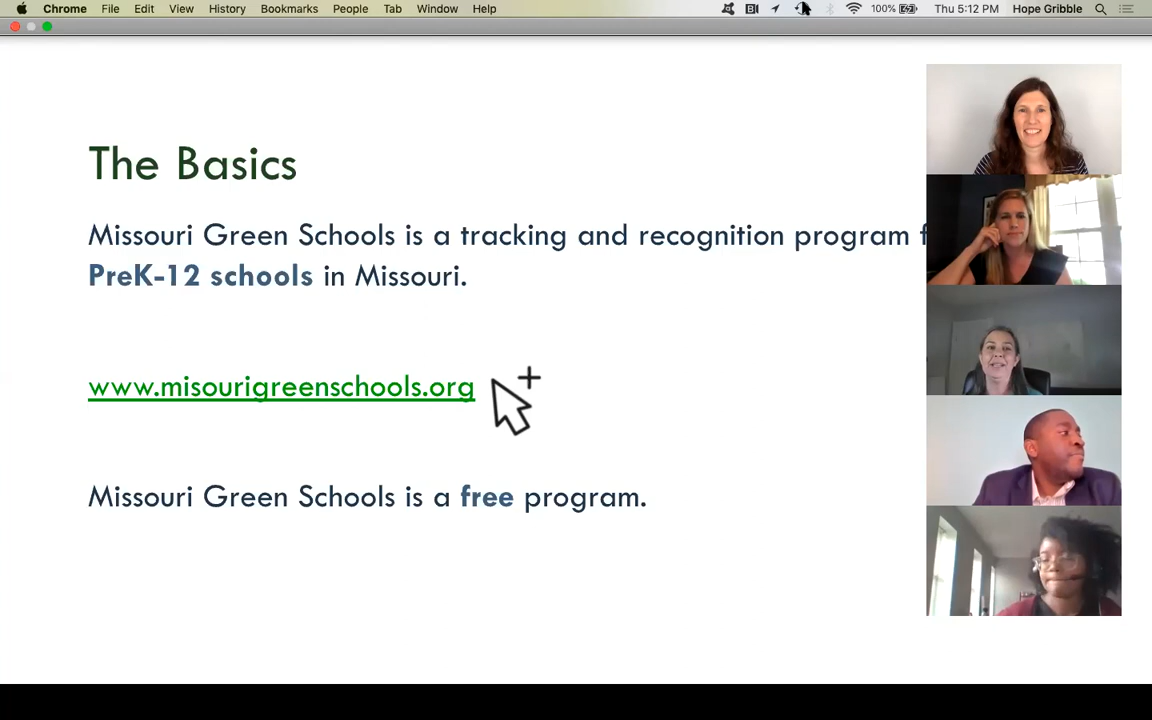 Chrome File Edit View History Bookmarks People Tab Window Help 100% Thu 5:12 PM Hope Gribble
The Basics
Missouri Green Schools is a tracking and recognition program f
PreK-12 schools in Missouri.
www.misourigreenschools.org
Missouri Green Schools is a free program.